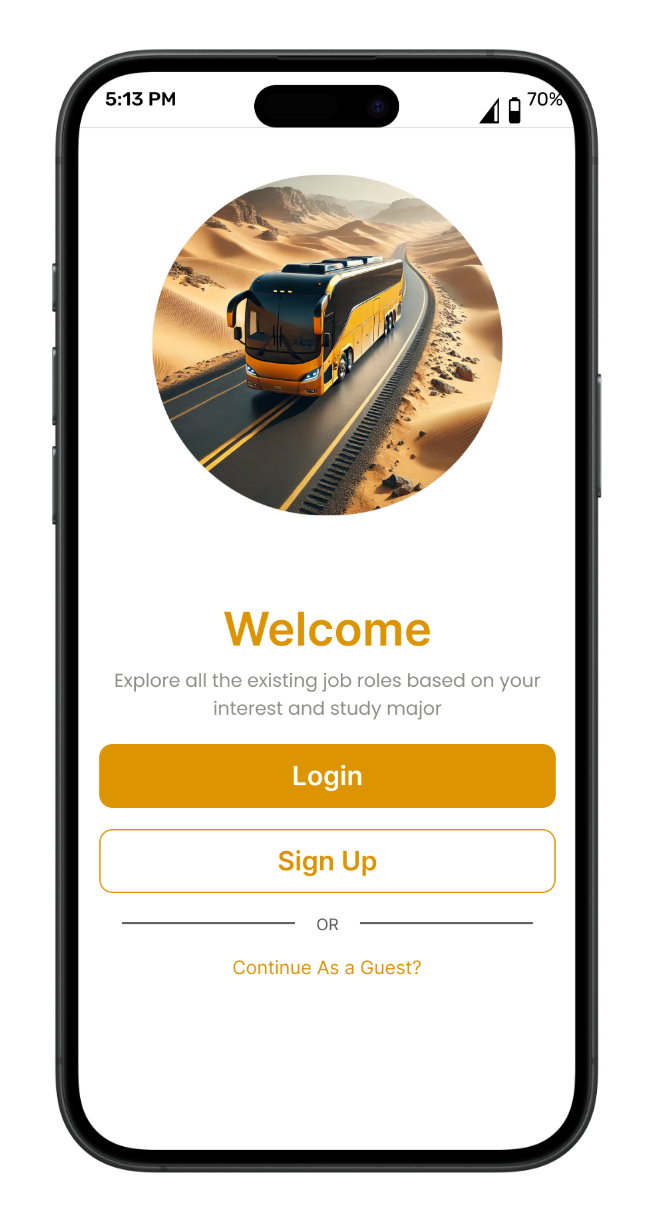 5:13 PM
70%
Welcome
Explore all the existing job roles based on your
interest and study major
Login
Sign Up
OR
Continue As a Guest?